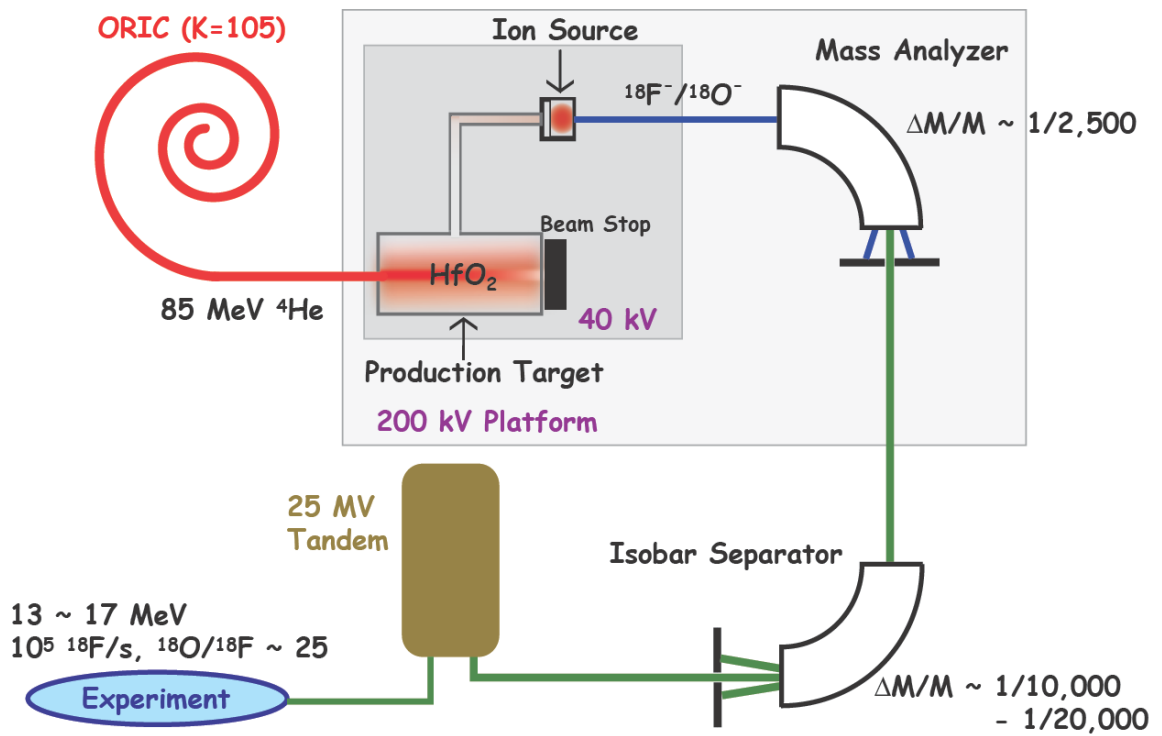 ORIC (K=105)
Ion Source
Mass Analyzer
¹⁸F⁻/¹⁸O⁻
ΔM/M ~ 1/2,500
Beam Stop
HfO₂
85 MeV ⁴He
40 kV
Production Target
200 kV Platform
25 MV
Tandem
Isobar Separator
13 ~ 17 MeV
10⁵ ¹⁸F/s, ¹⁸O/¹⁸F ~ 25
Experiment
ΔM/M ~ 1/10,000
- 1/20,000